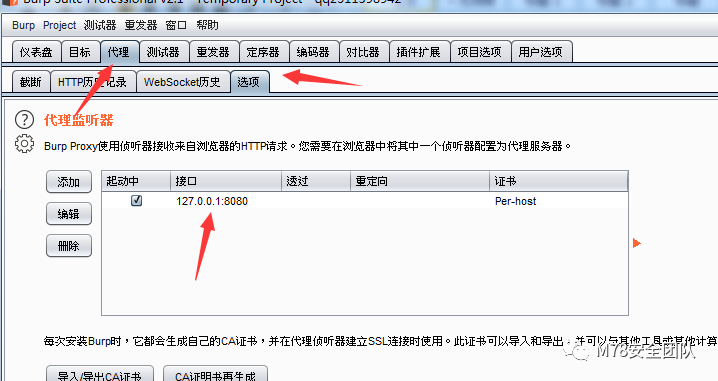 Burp Suite Professional v2.1 - Temporary Project - qq2911398942
Burp Project 测试器 重发器 窗口 帮助
仪表盘 目标 代理 测试器 重发器 定序器 编码器 对比器 插件扩展 项目选项 用户选项
截断 HTTP历史记录 WebSocket历史 选项
代理监听器
Burp Proxy使用侦听器接收来自浏览器的HTTP请求。您需要在浏览器中将其中一个侦听器配置为代理服务器。
添加 起动中 接口 透过 重定向 证书
127.0.0.1:8080 Per-host
编辑
删除
每次安装Burp时，它都会生成自己的CA证书，并在代理侦听器建立SSL连接时使用。此证书可以导入和导出，并可以与其他工具或其他计算
M78安全团队
导入/导出CA证书 CA证明书再生成